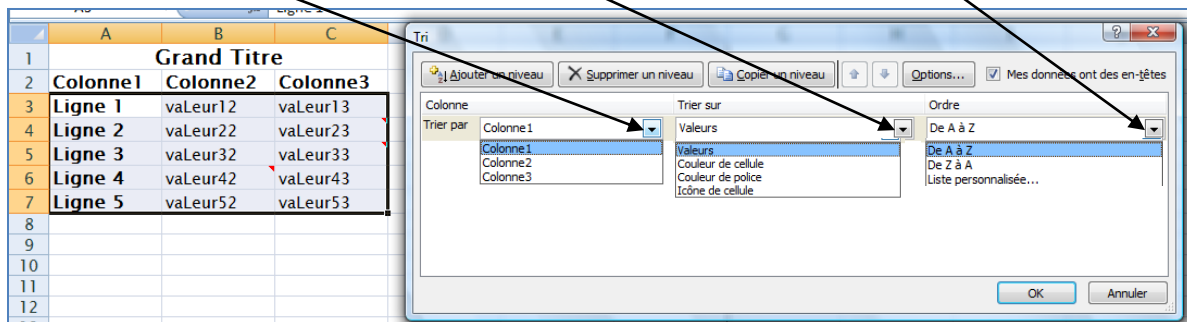 A B C
1 Grand Titre
2 Colonne1 Colonne2 Colonne3
3 Ligne 1 vaLeur12 vaLeur13
4 Ligne 2 vaLeur22 vaLeur23
5 Ligne 3 vaLeur32 vaLeur33
6 Ligne 4 vaLeur42 vaLeur43
7 Ligne 5 vaLeur52 vaLeur53
8
9
10
11
12
Tri
Ajouter un niveau Supprimer un niveau Copier un niveau Options... Mes données ont des en-têtes
Colonne Trier sur Ordre
Trier par Colonne1 Valeurs De A à Z
Colonne1 Valeurs De A à Z
Colonne2 Couleur de cellule De Z à A
Colonne3 Couleur de police Liste personnalisée...
Icône de cellule
OK Annuler